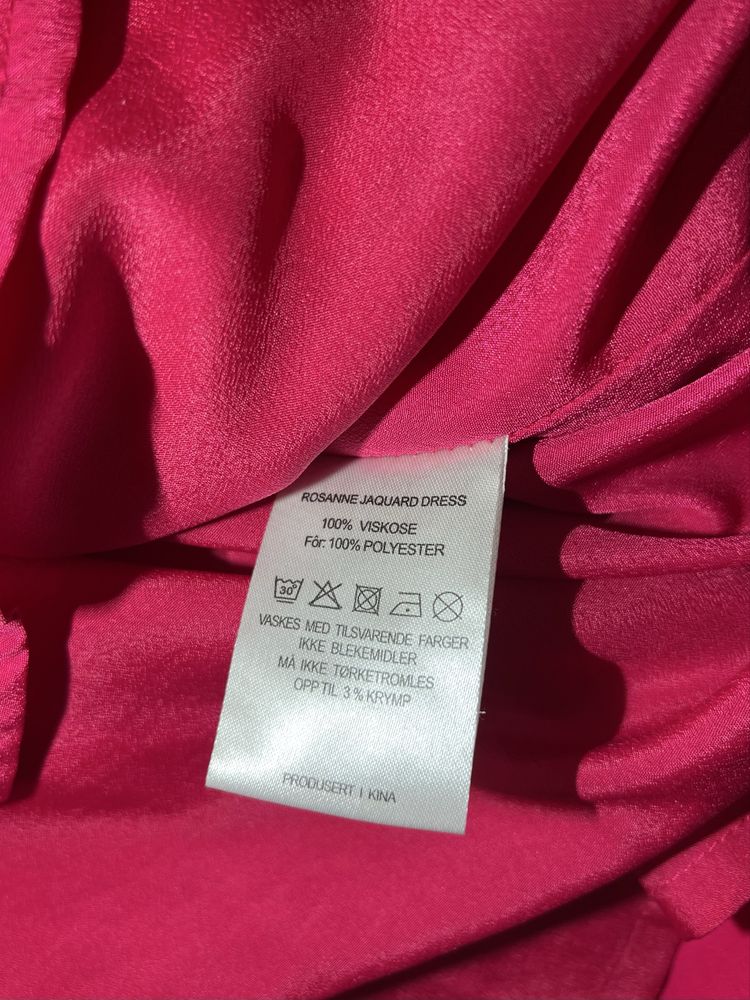 ROSANNE JAQUARD DRESS
100% VISKOSE
Fôr: 100% POLYESTER
30°
VASKES MED TILSVARENDE FARGER
IKKE BLEKEMIDLER
MÅ IKKE TØRKETROMLES
OPP TIL 3 % KRYMP
PRODUSERT I KINA